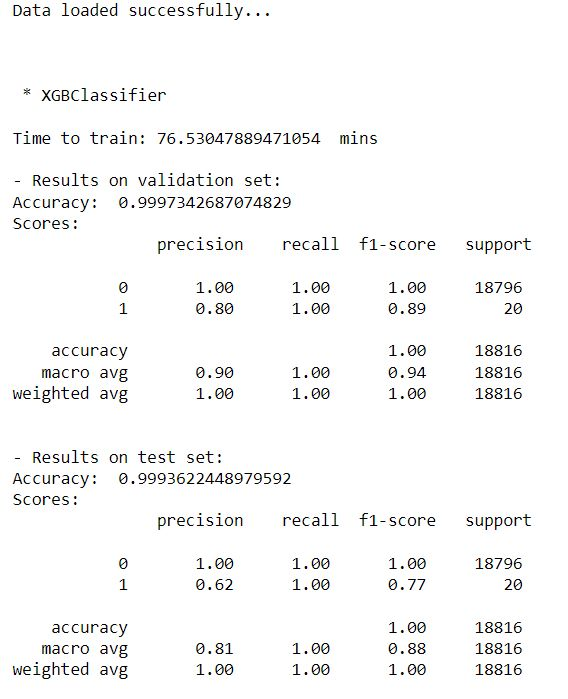 Data loaded successfully...
* XGBClassifier
Time to train: 76.53047889471054 mins
- Results on validation set:
Accuracy: 0.9997342687074829
Scores:
precision recall f1-score support
0 1.00 1.00 1.00 18796
1 0.80 1.00 0.89 20
accuracy 1.00 18816
macro avg 0.90 1.00 0.94 18816
weighted avg 1.00 1.00 1.00 18816
- Results on test set:
Accuracy: 0.9993622448979592
Scores:
precision recall f1-score support
0 1.00 1.00 1.00 18796
1 0.62 1.00 0.77 20
accuracy 1.00 18816
macro avg 0.81 1.00 0.88 18816
weighted avg 1.00 1.00 1.00 18816